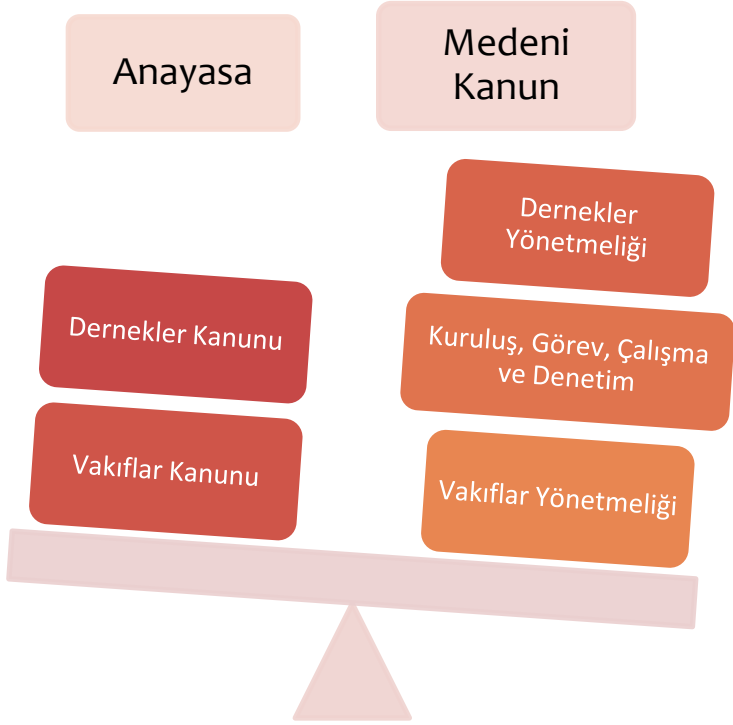 Anayasa
Medeni
Kanun
Dernekler Kanunu
Vakıflar Kanunu
Dernekler
Yönetmeliği
Kuruluş, Görev, Çalışma
ve Denetim
Vakıflar Yönetmeliği